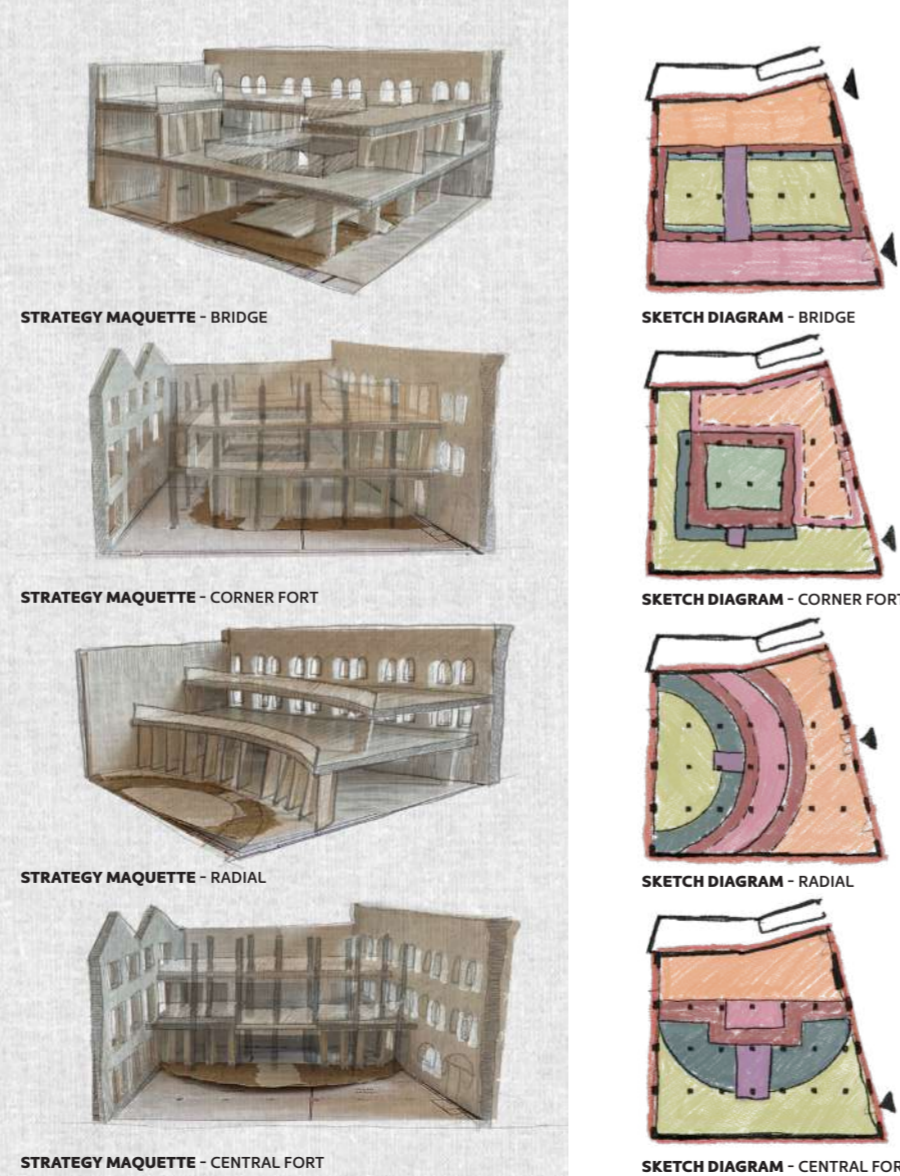 STRATEGY MAQUETTE - BRIDGE
SKETCH DIAGRAM - BRIDGE
STRATEGY MAQUETTE - CORNER FORT
SKETCH DIAGRAM - CORNER FORT
STRATEGY MAQUETTE - RADIAL
SKETCH DIAGRAM - RADIAL
STRATEGY MAQUETTE - CENTRAL FORT
SKETCH DIAGRAM - CENTRAL FOR